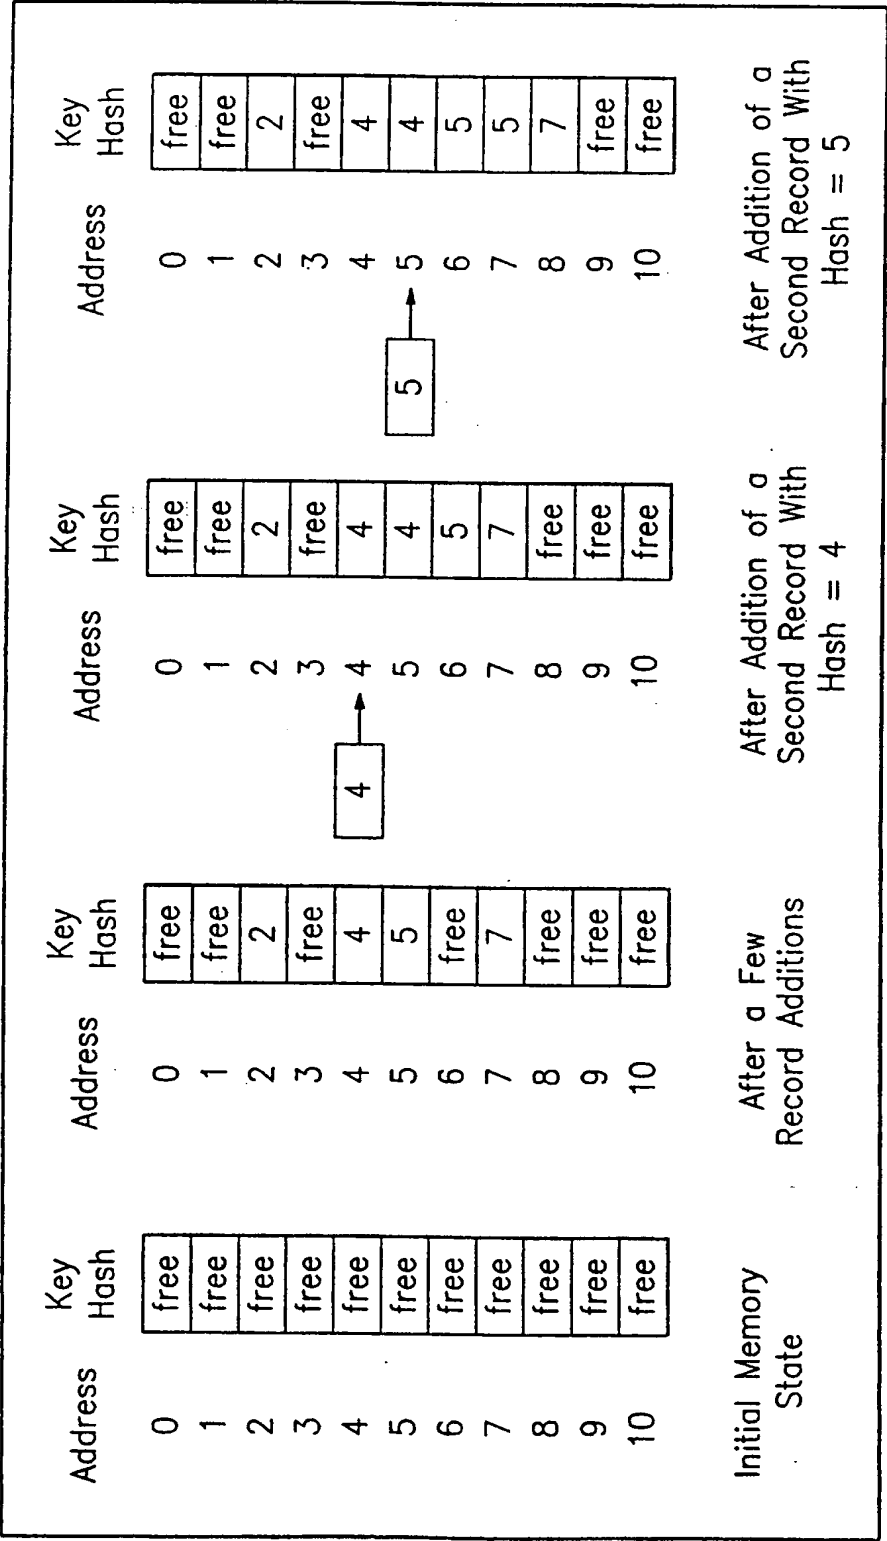 Address
Key
Hash
0 free
1 free
2 free
3 free
4 free
5 free
6 free
7 free
8 free
9 free
10 free
Initial Memory
State
Address
Key
Hash
0 free
1 free
2 2
3 free
4 4
5 5
6 free
7 7
8 free
9 free
10 free
After a Few
Record Additions
Address
Key
Hash
0 free
1 free
2 2
3 free
4 4 4
5 4
6 5
7 7
8 free
9 free
10 free
After Addition of a
Second Record With
Hash = 4
Address
Key
Hash
0 free
1 free
2 2
3 free
4 4
5 5 4
6 5
7 5
8 7
9 free
10 free
After Addition of a
Second Record With
Hash = 5